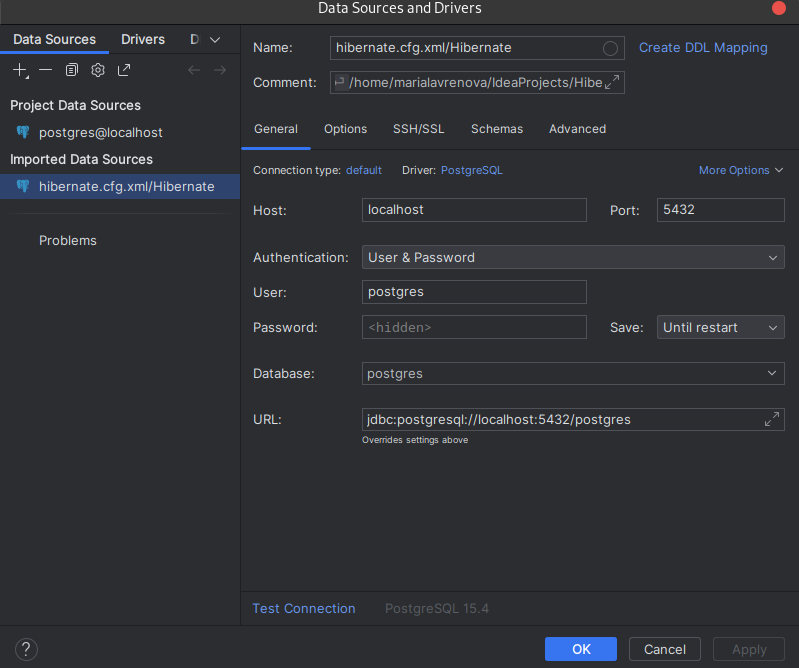 Data Sources and Drivers
Data Sources Drivers D
Name: hibernate.cfg.xml/Hibernate Create DDL Mapping
Comment: /home/marialavrenova/IdeaProjects/Hibe
Project Data Sources
postgres@localhost
Imported Data Sources
hibernate.cfg.xml/Hibernate
Problems
General Options SSH/SSL Schemas Advanced
Connection type: default Driver: PostgreSQL More Options
Host: localhost Port: 5432
Authentication: User & Password
User: postgres
Password: <hidden> Save: Until restart
Database: postgres
URL: jdbc:postgresql://localhost:5432/postgres
Overrides settings above
Test Connection PostgreSQL 15.4
? OK Cancel Apply